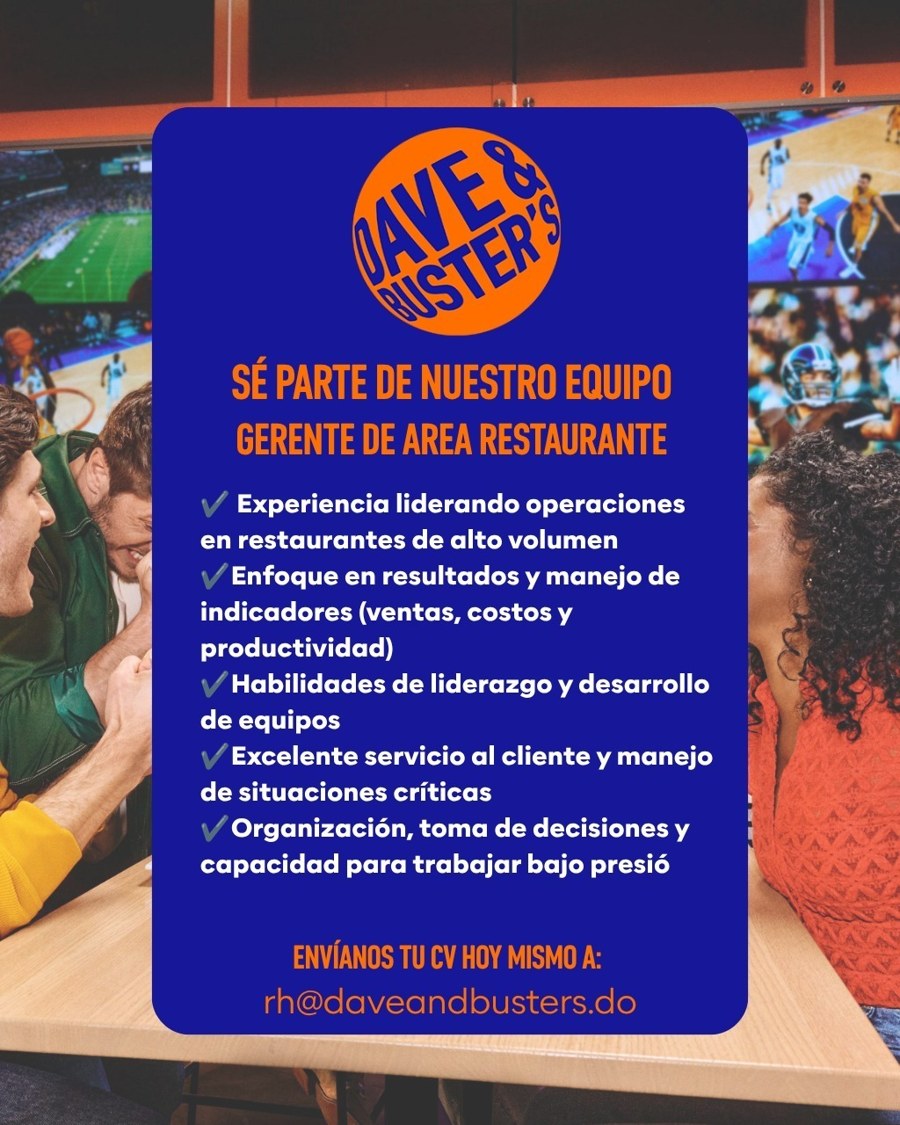 DAVE &
BUSTER'S
SÉ PARTE DE NUESTRO EQUIPO
GERENTE DE AREA RESTAURANTE
✔ Experiencia liderando operaciones
en restaurantes de alto volumen
✔Enfoque en resultados y manejo de
indicadores (ventas, costos y
productividad)
✔Habilidades de liderazgo y desarrollo
de equipos
✔Excelente servicio al cliente y manejo
de situaciones críticas
✔Organización, toma de decisiones y
capacidad para trabajar bajo presió
ENVÍANOS TU CV HOY MISMO A:
rh@daveandbusters.do